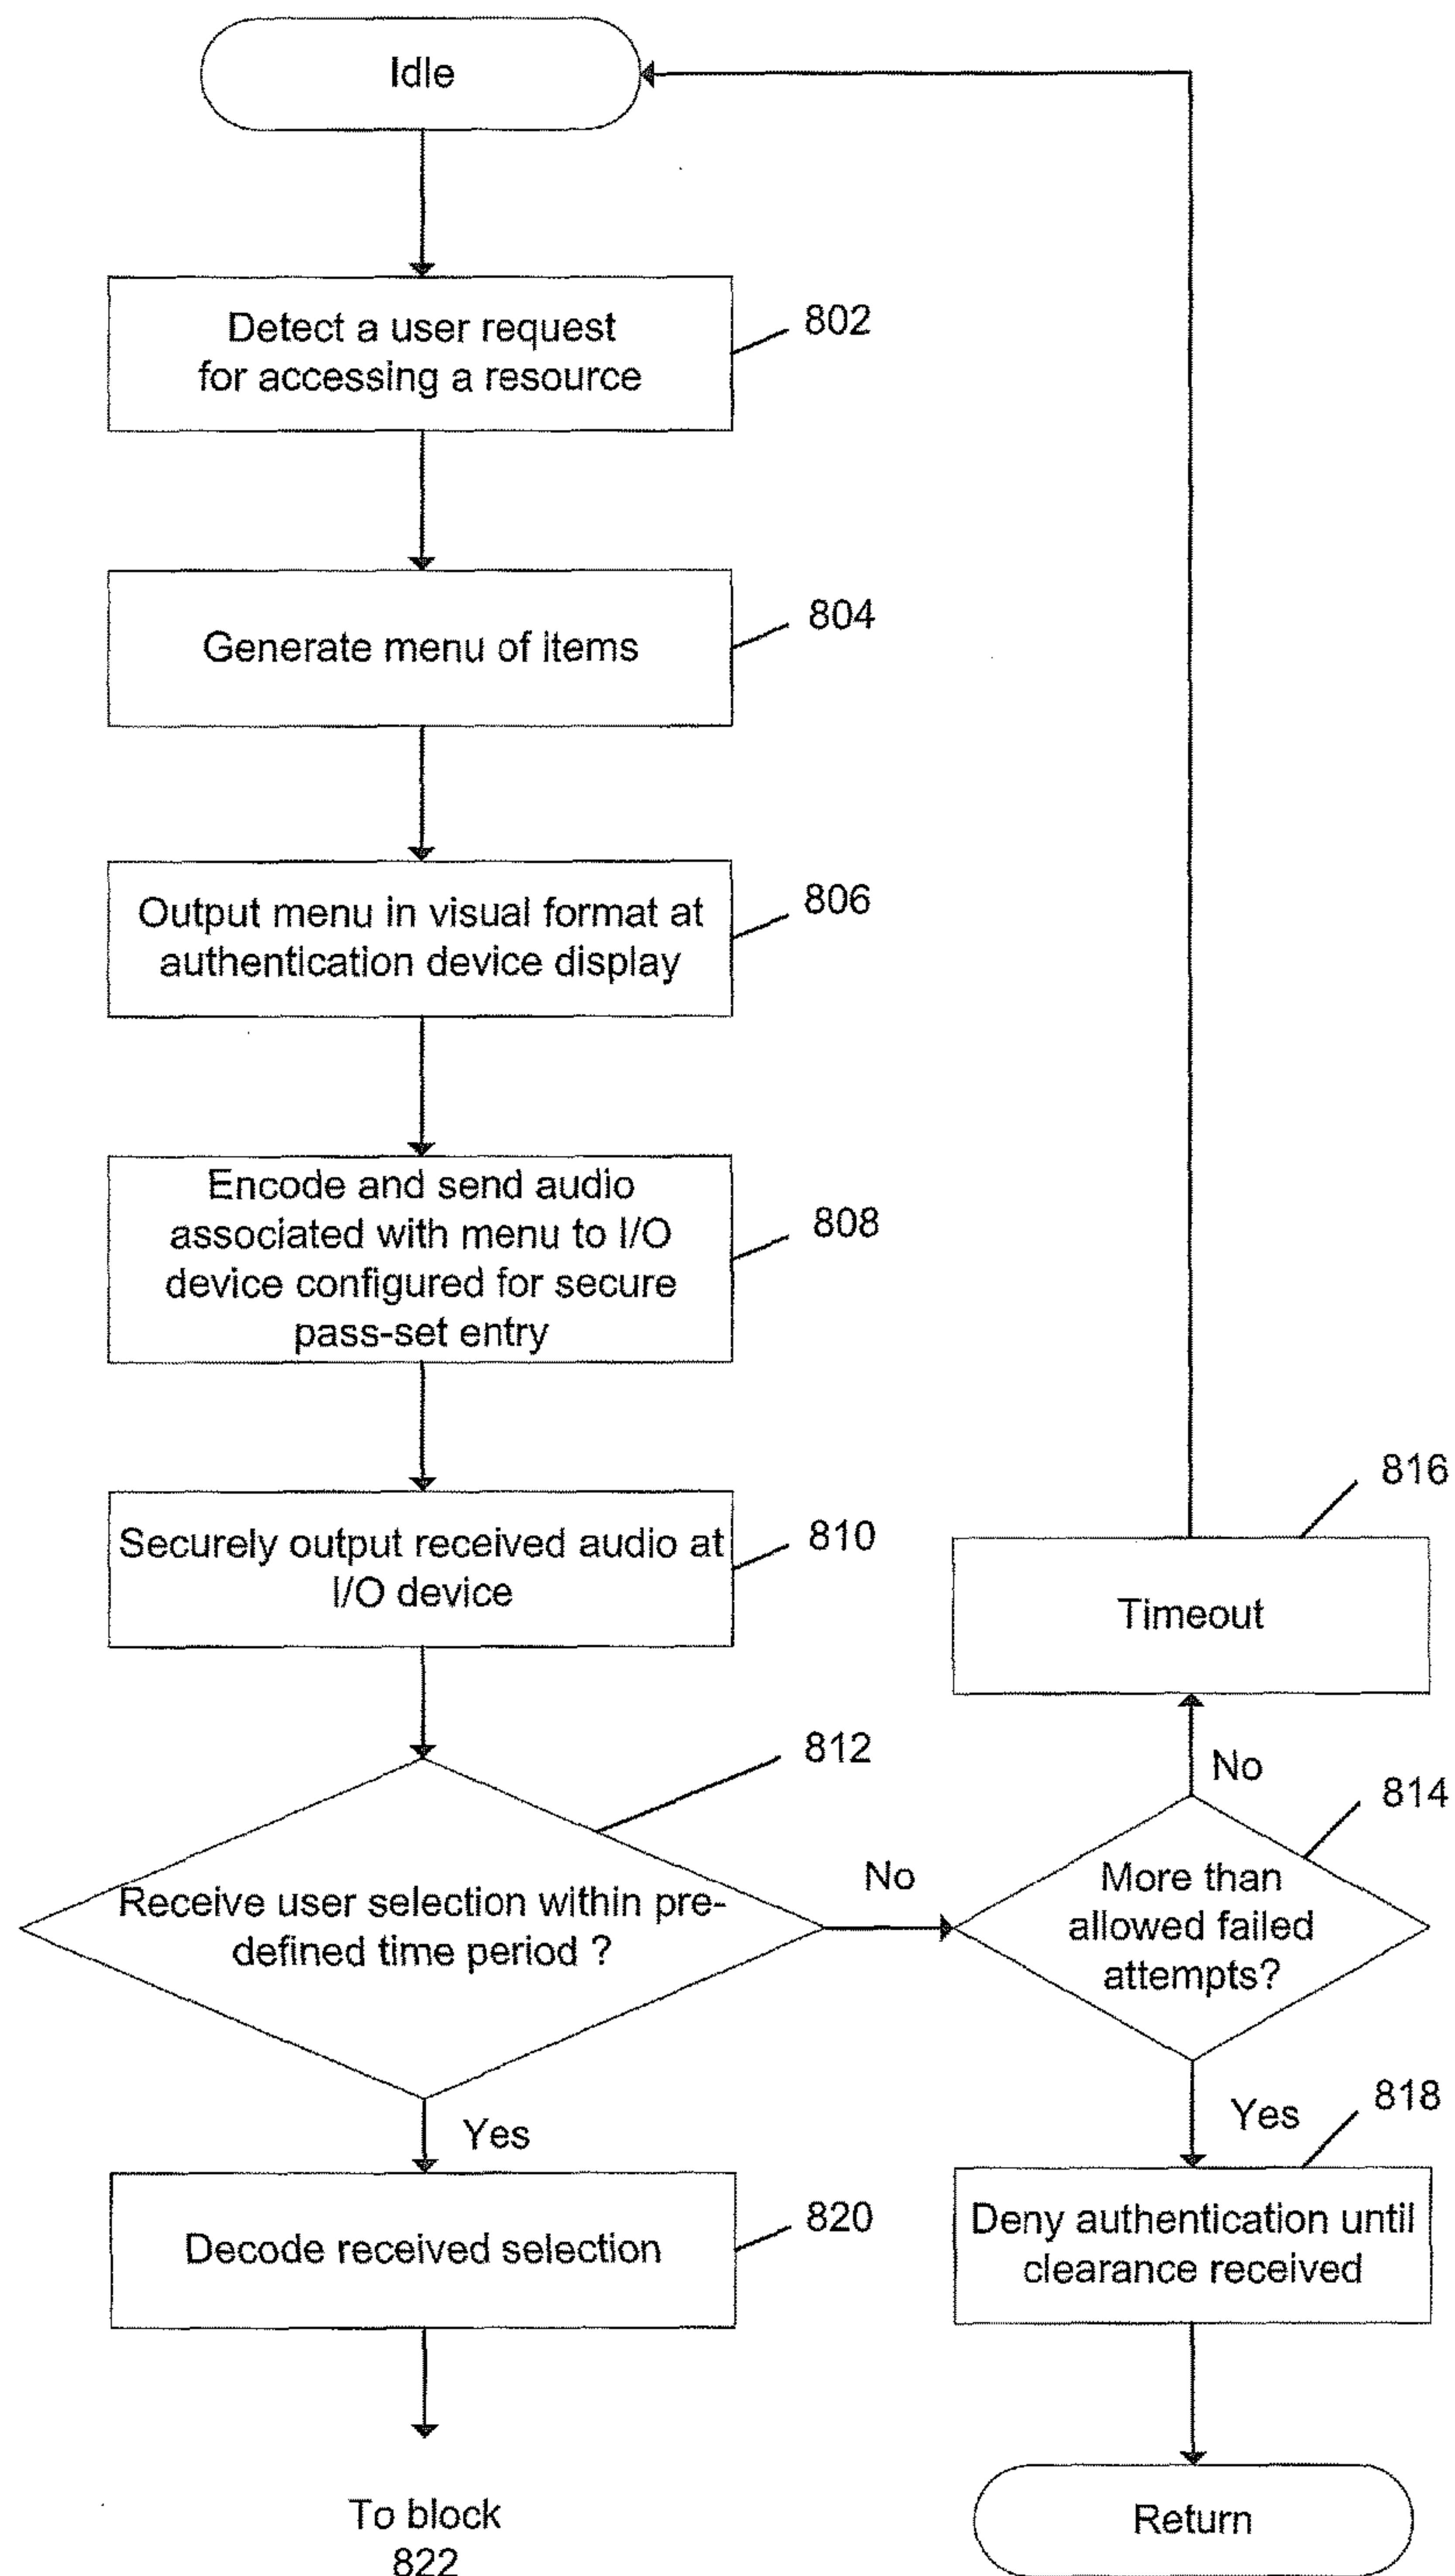 Idle
Detect a user request
for accessing a resource
802
Generate menu of items
804
Output menu in visual format at
authentication device display
806
Encode and send audio
associated with menu to I/O
device configured for secure
pass-set entry
808
Securely output received audio at
I/O device
810
816
Timeout
812
Receive user selection within pre-
defined time period ?
No
No
814
More than
allowed failed
attempts?
Yes
Yes
818
Decode received selection
820
Deny authentication until
clearance received
To block
822
Return